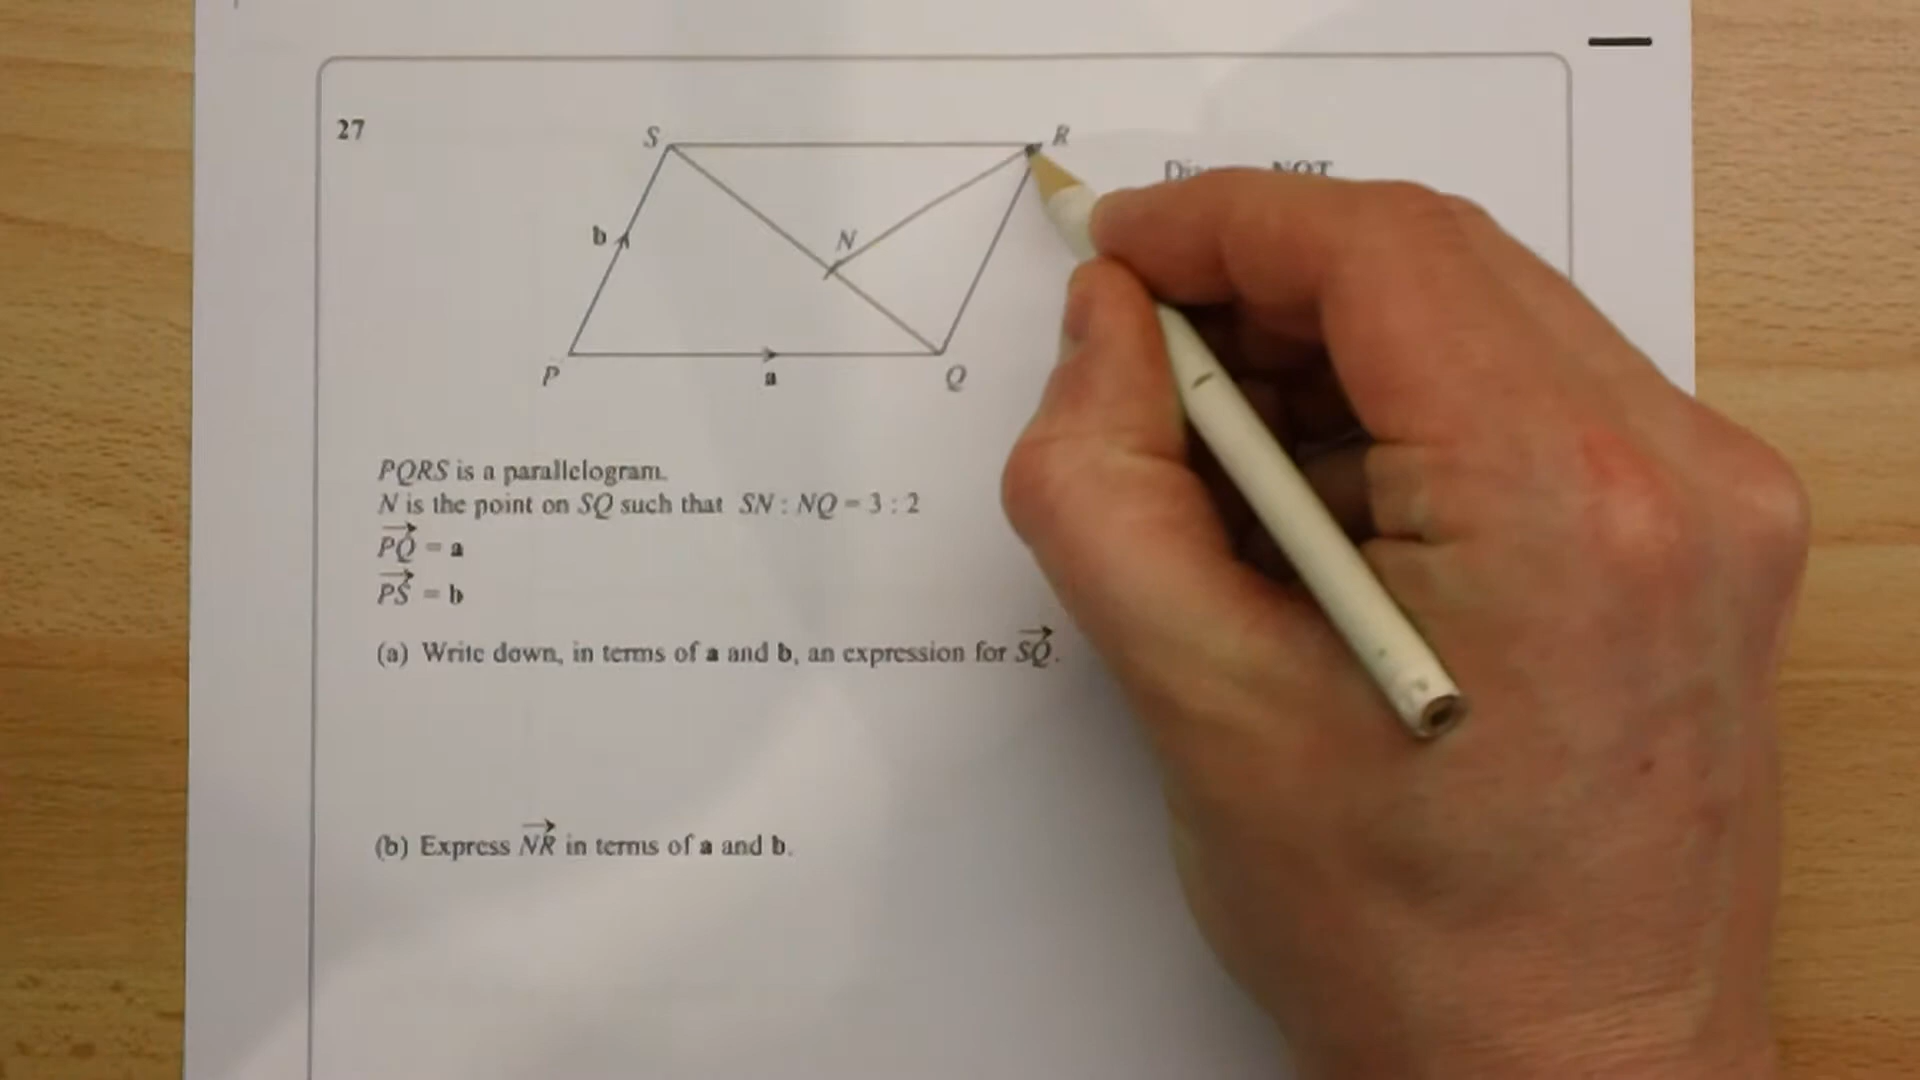 27
S
R
NOT
b
N
P
a
Q
PQRS is a parallelogram.
N is the point on SQ such that SN : NQ = 3 : 2
PQ = a
PS = b
(a) Write down, in terms of a and b, an expression for SQ.
(b) Express NR in terms of a and b.